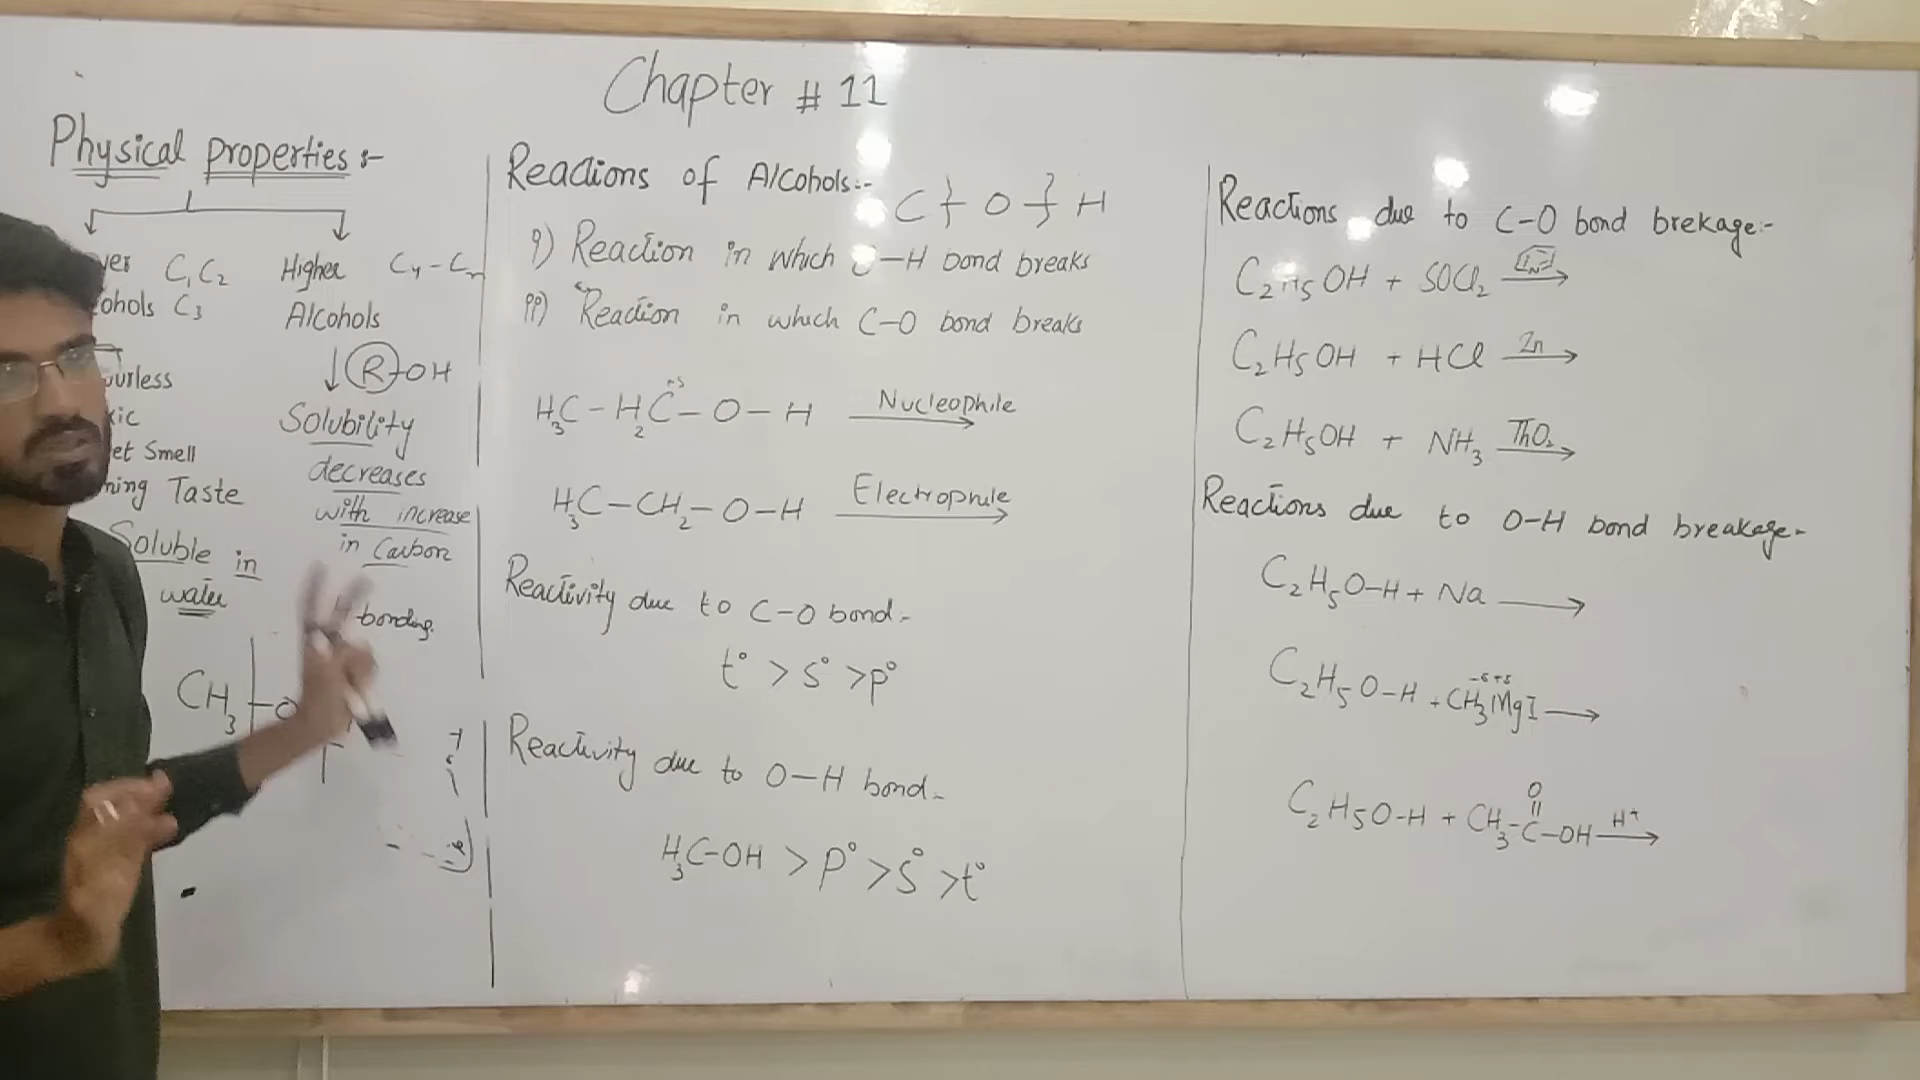 Chapter # 11
Physical properties :-
C1 C2
C3
Smell
Taste
Soluble in
water
CH3
Higher C4 - Cn
Alcohols
R-OH
Solubility
decreases
with increase
in Carbon
H-bonding.
Reactions of Alcohols:-
C } O } H
i) Reaction in which O-H bond breaks
ii) Reaction in which C-O bond breaks
H3C - H2C - O - H Nucleophile
H3C - CH2 - O - H Electrophile
Reactivity due to C-O bond-
t° > s° > p°
Reactivity due to O-H bond-
H3C-OH > p° > s° > t°
Reactions due to C-O bond brekage:-
C2H5OH + SOCl2 →
C2H5OH + HCl Zn →
C2H5OH + NH3 ThO2 →
Reactions due to O-H bond breakage-
C2H5O-H + Na →
C2H5O-H + CH3MgI →
O
C2H5O-H + CH3-C-OH H+ →